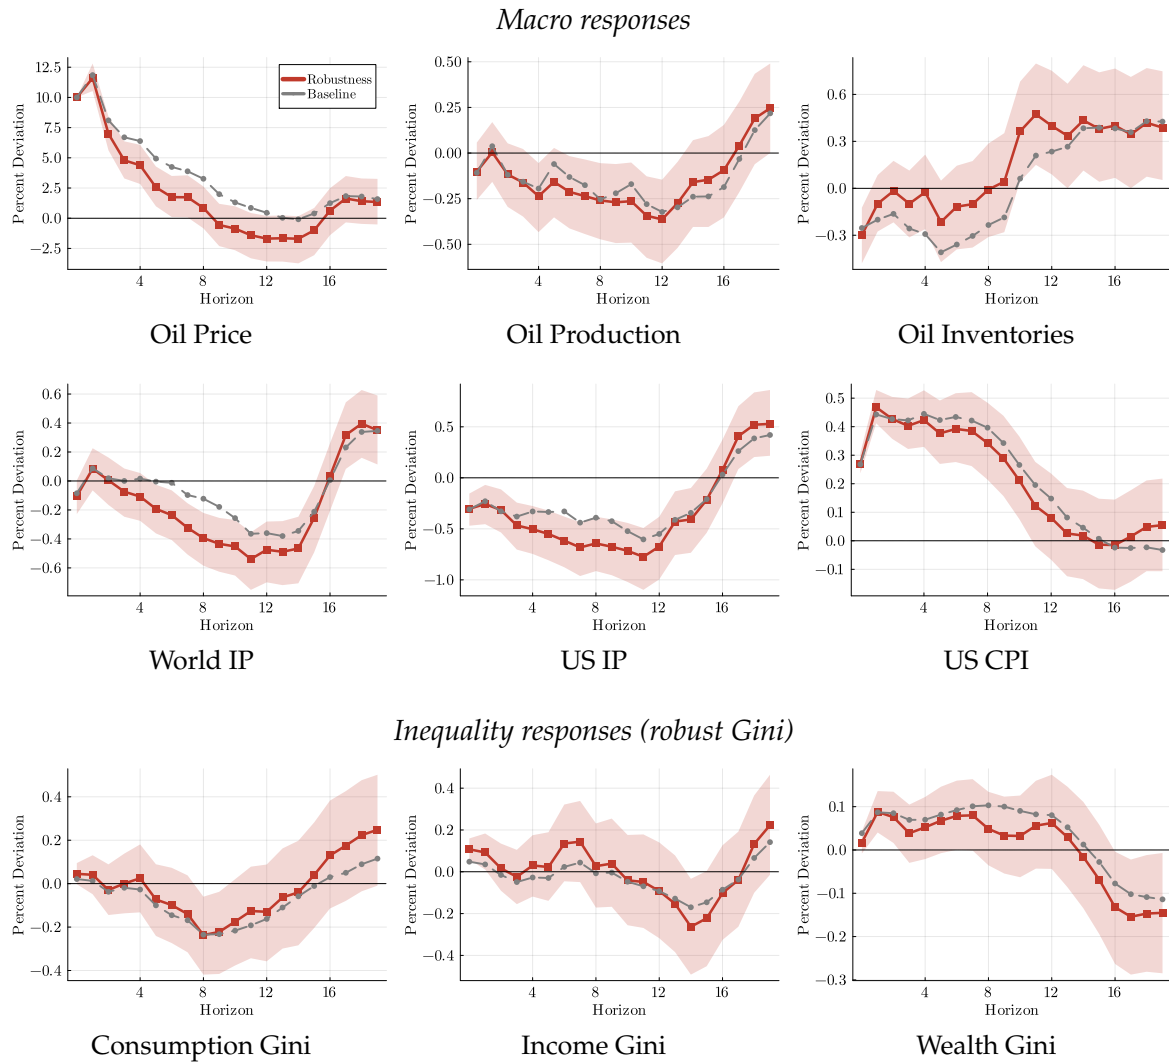 Macro responses
Percent Deviation
12.5
10.0
7.5
5.0
2.5
0.0
−2.5
4 8 12 16
Horizon
Robustness
Baseline
Oil Price
Percent Deviation
0.50
0.25
0.00
−0.25
−0.50
4 8 12 16
Horizon
Oil Production
Percent Deviation
0.6
0.3
0.0
−0.3
4 8 12 16
Horizon
Oil Inventories
Percent Deviation
0.6
0.4
0.2
0.0
−0.2
−0.4
−0.6
4 8 12 16
Horizon
World IP
Percent Deviation
0.5
0.0
−0.5
−1.0
4 8 12 16
Horizon
US IP
Percent Deviation
0.5
0.4
0.3
0.2
0.1
0.0
−0.1
4 8 12 16
Horizon
US CPI
Inequality responses (robust Gini)
Percent Deviation
0.4
0.2
0.0
−0.2
−0.4
4 8 12 16
Horizon
Consumption Gini
Percent Deviation
0.4
0.2
0.0
−0.2
−0.4
4 8 12 16
Horizon
Income Gini
Percent Deviation
0.1
0.0
−0.1
−0.2
−0.3
4 8 12 16
Horizon
Wealth Gini